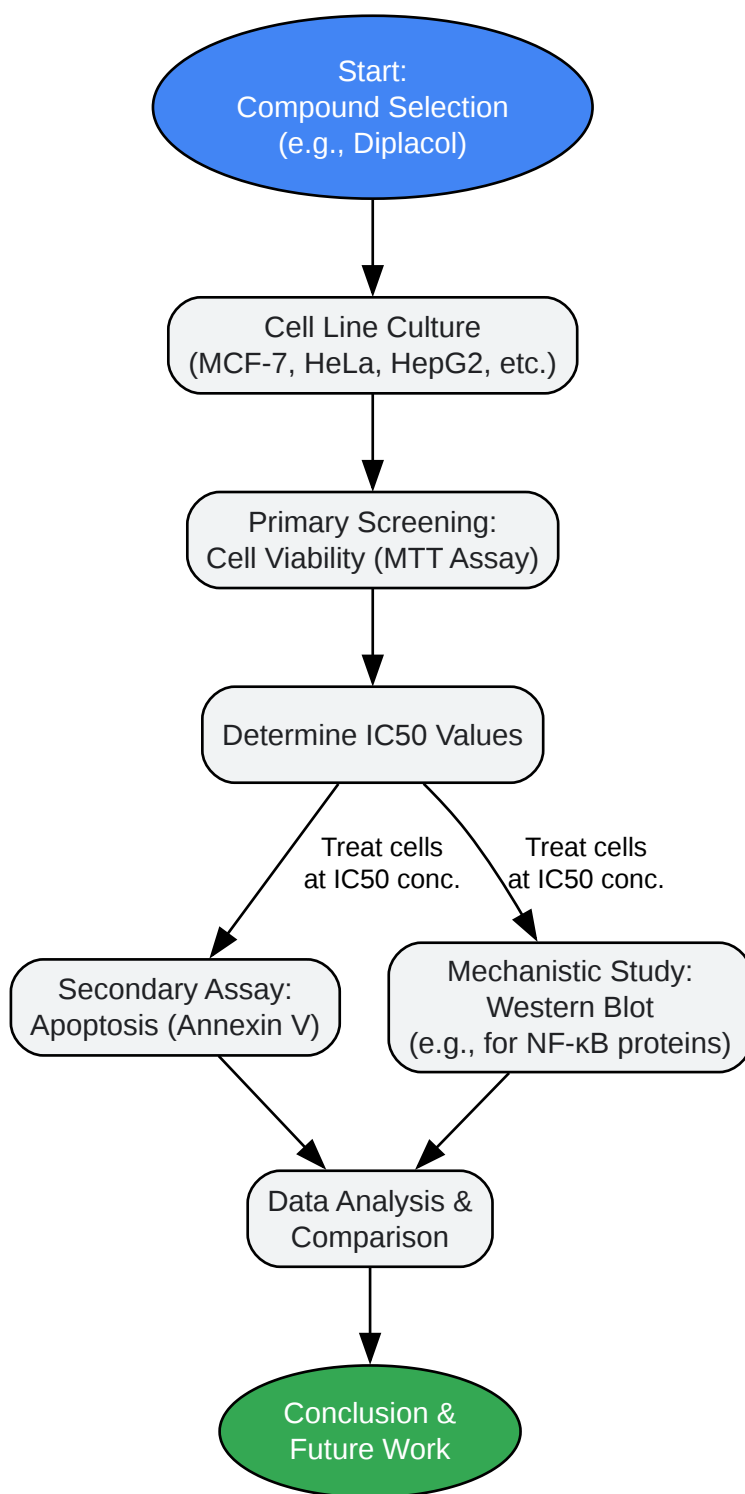 Start:
Compound Selection
(e.g., Diplacol)
Cell Line Culture
(MCF-7, HeLa, HepG2, etc.)
Primary Screening:
Cell Viability (MTT Assay)
Determine IC50 Values
Treat cells
at IC50 conc.
Treat cells
at IC50 conc.
Secondary Assay:
Apoptosis (Annexin V)
Mechanistic Study:
Western Blot
(e.g., for NF-κB proteins)
Data Analysis &
Comparison
Conclusion &
Future Work